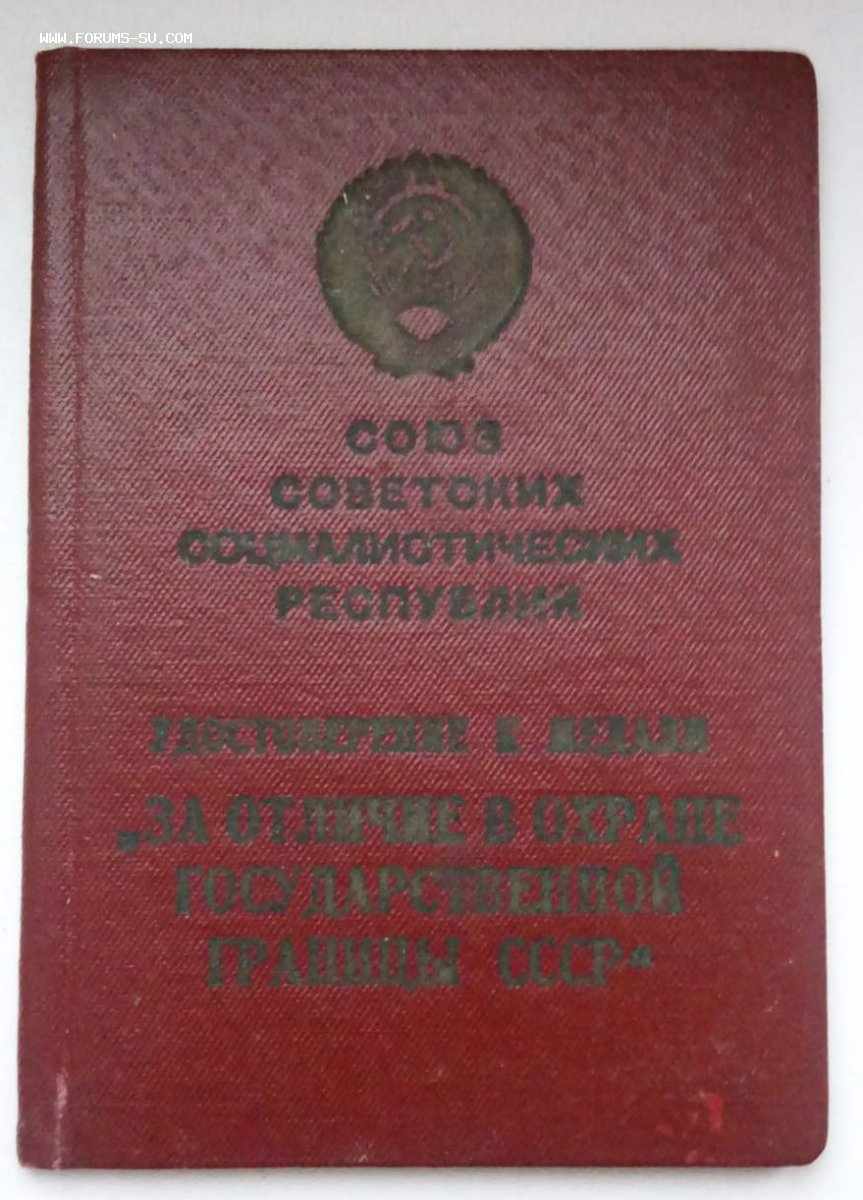 WWW.FORUMS-SU.COM
СОЮЗ
СОВЕТСКИХ
СОЦИАЛИСТИЧЕСКИХ
РЕСПУБЛИК
УДОСТОВЕРЕНИЕ К МЕДАЛИ
„ЗА ОТЛИЧИЕ В ОХРАНЕ
ГОСУДАРСТВЕННОЙ
ГРАНИЦЫ СССР“